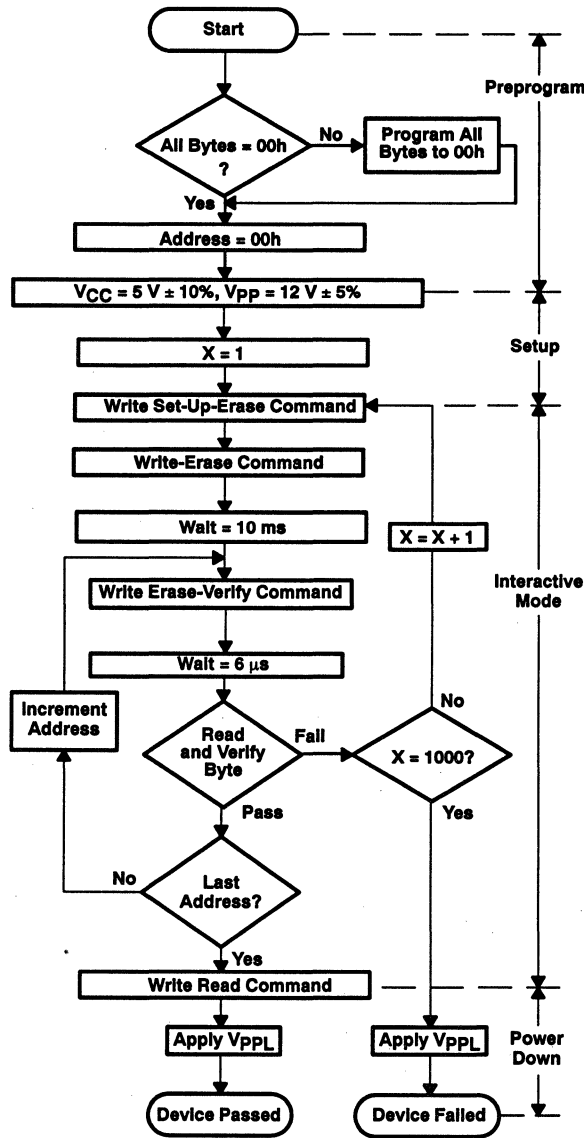 Start
Preprogram
All Bytes = 00h
?
No
Program All
Bytes to 00h
Yes
Address = 00h
VCC = 5 V ± 10%, VPP = 12 V ± 5%
Setup
X = 1
Write Set-Up-Erase Command
Write-Erase Command
Wait = 10 ms
X = X + 1
Interactive
Mode
Write Erase-Verify Command
Wait = 6 µs
Increment
Address
Read
and Verify
Byte
Fail
No
X = 1000?
Pass
Yes
No
Last
Address?
Yes
Write Read Command
Apply VPPL
Apply VPPL
Power
Down
Device Passed
Device Failed